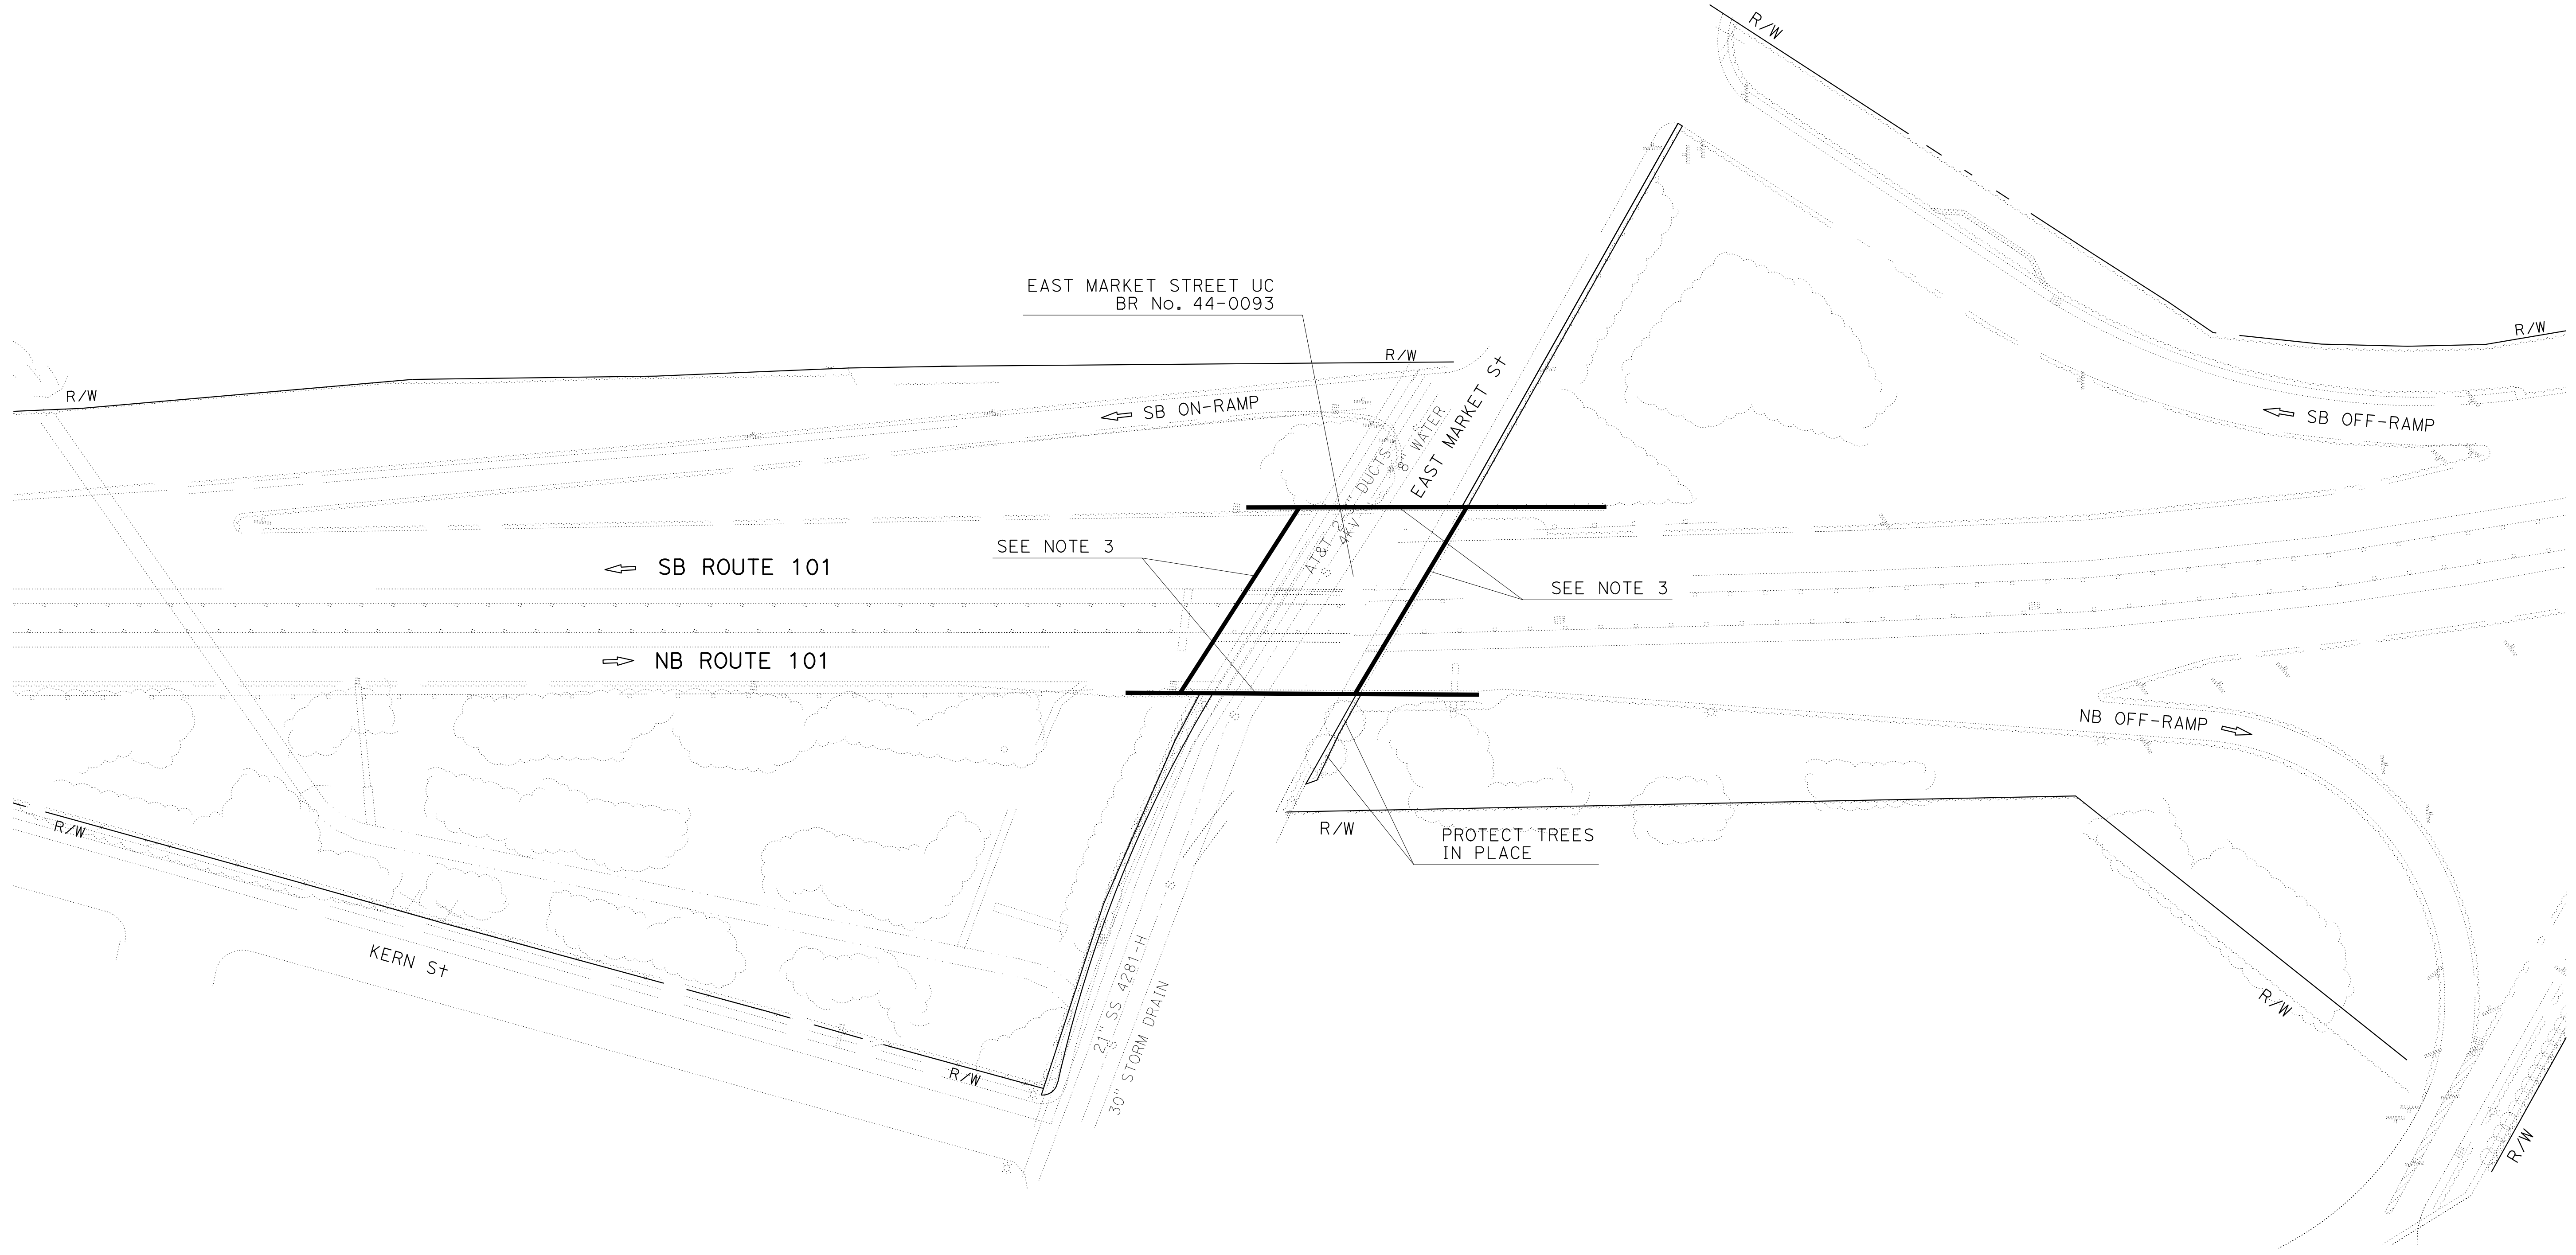 R/W
EAST MARKET STREET UC
BR No. 44-0093
R/W
R/W
R/W
SB ON-RAMP
SB OFF-RAMP
EAST MARKET St
8" WATER
4KV
SEE NOTE 3
SB ROUTE 101
SEE NOTE 3
NB ROUTE 101
NB OFF-RAMP
R/W
R/W
PROTECT TREES
IN PLACE
KERN St
21" SS 4281-H
30" STORM DRAIN
R/W
R/W
R/W